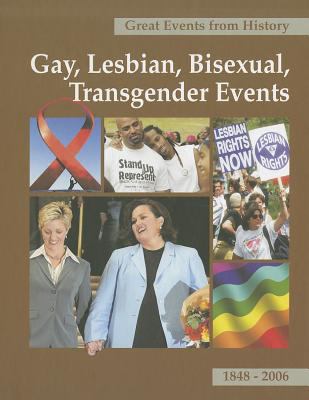 Great Events from History
Gay, Lesbian, Bisexual,
Transgender Events
Stand Up
Represent
LESBIAN
RIGHTS
NOW
LESBIAN
RIGHTS
1848 - 2006